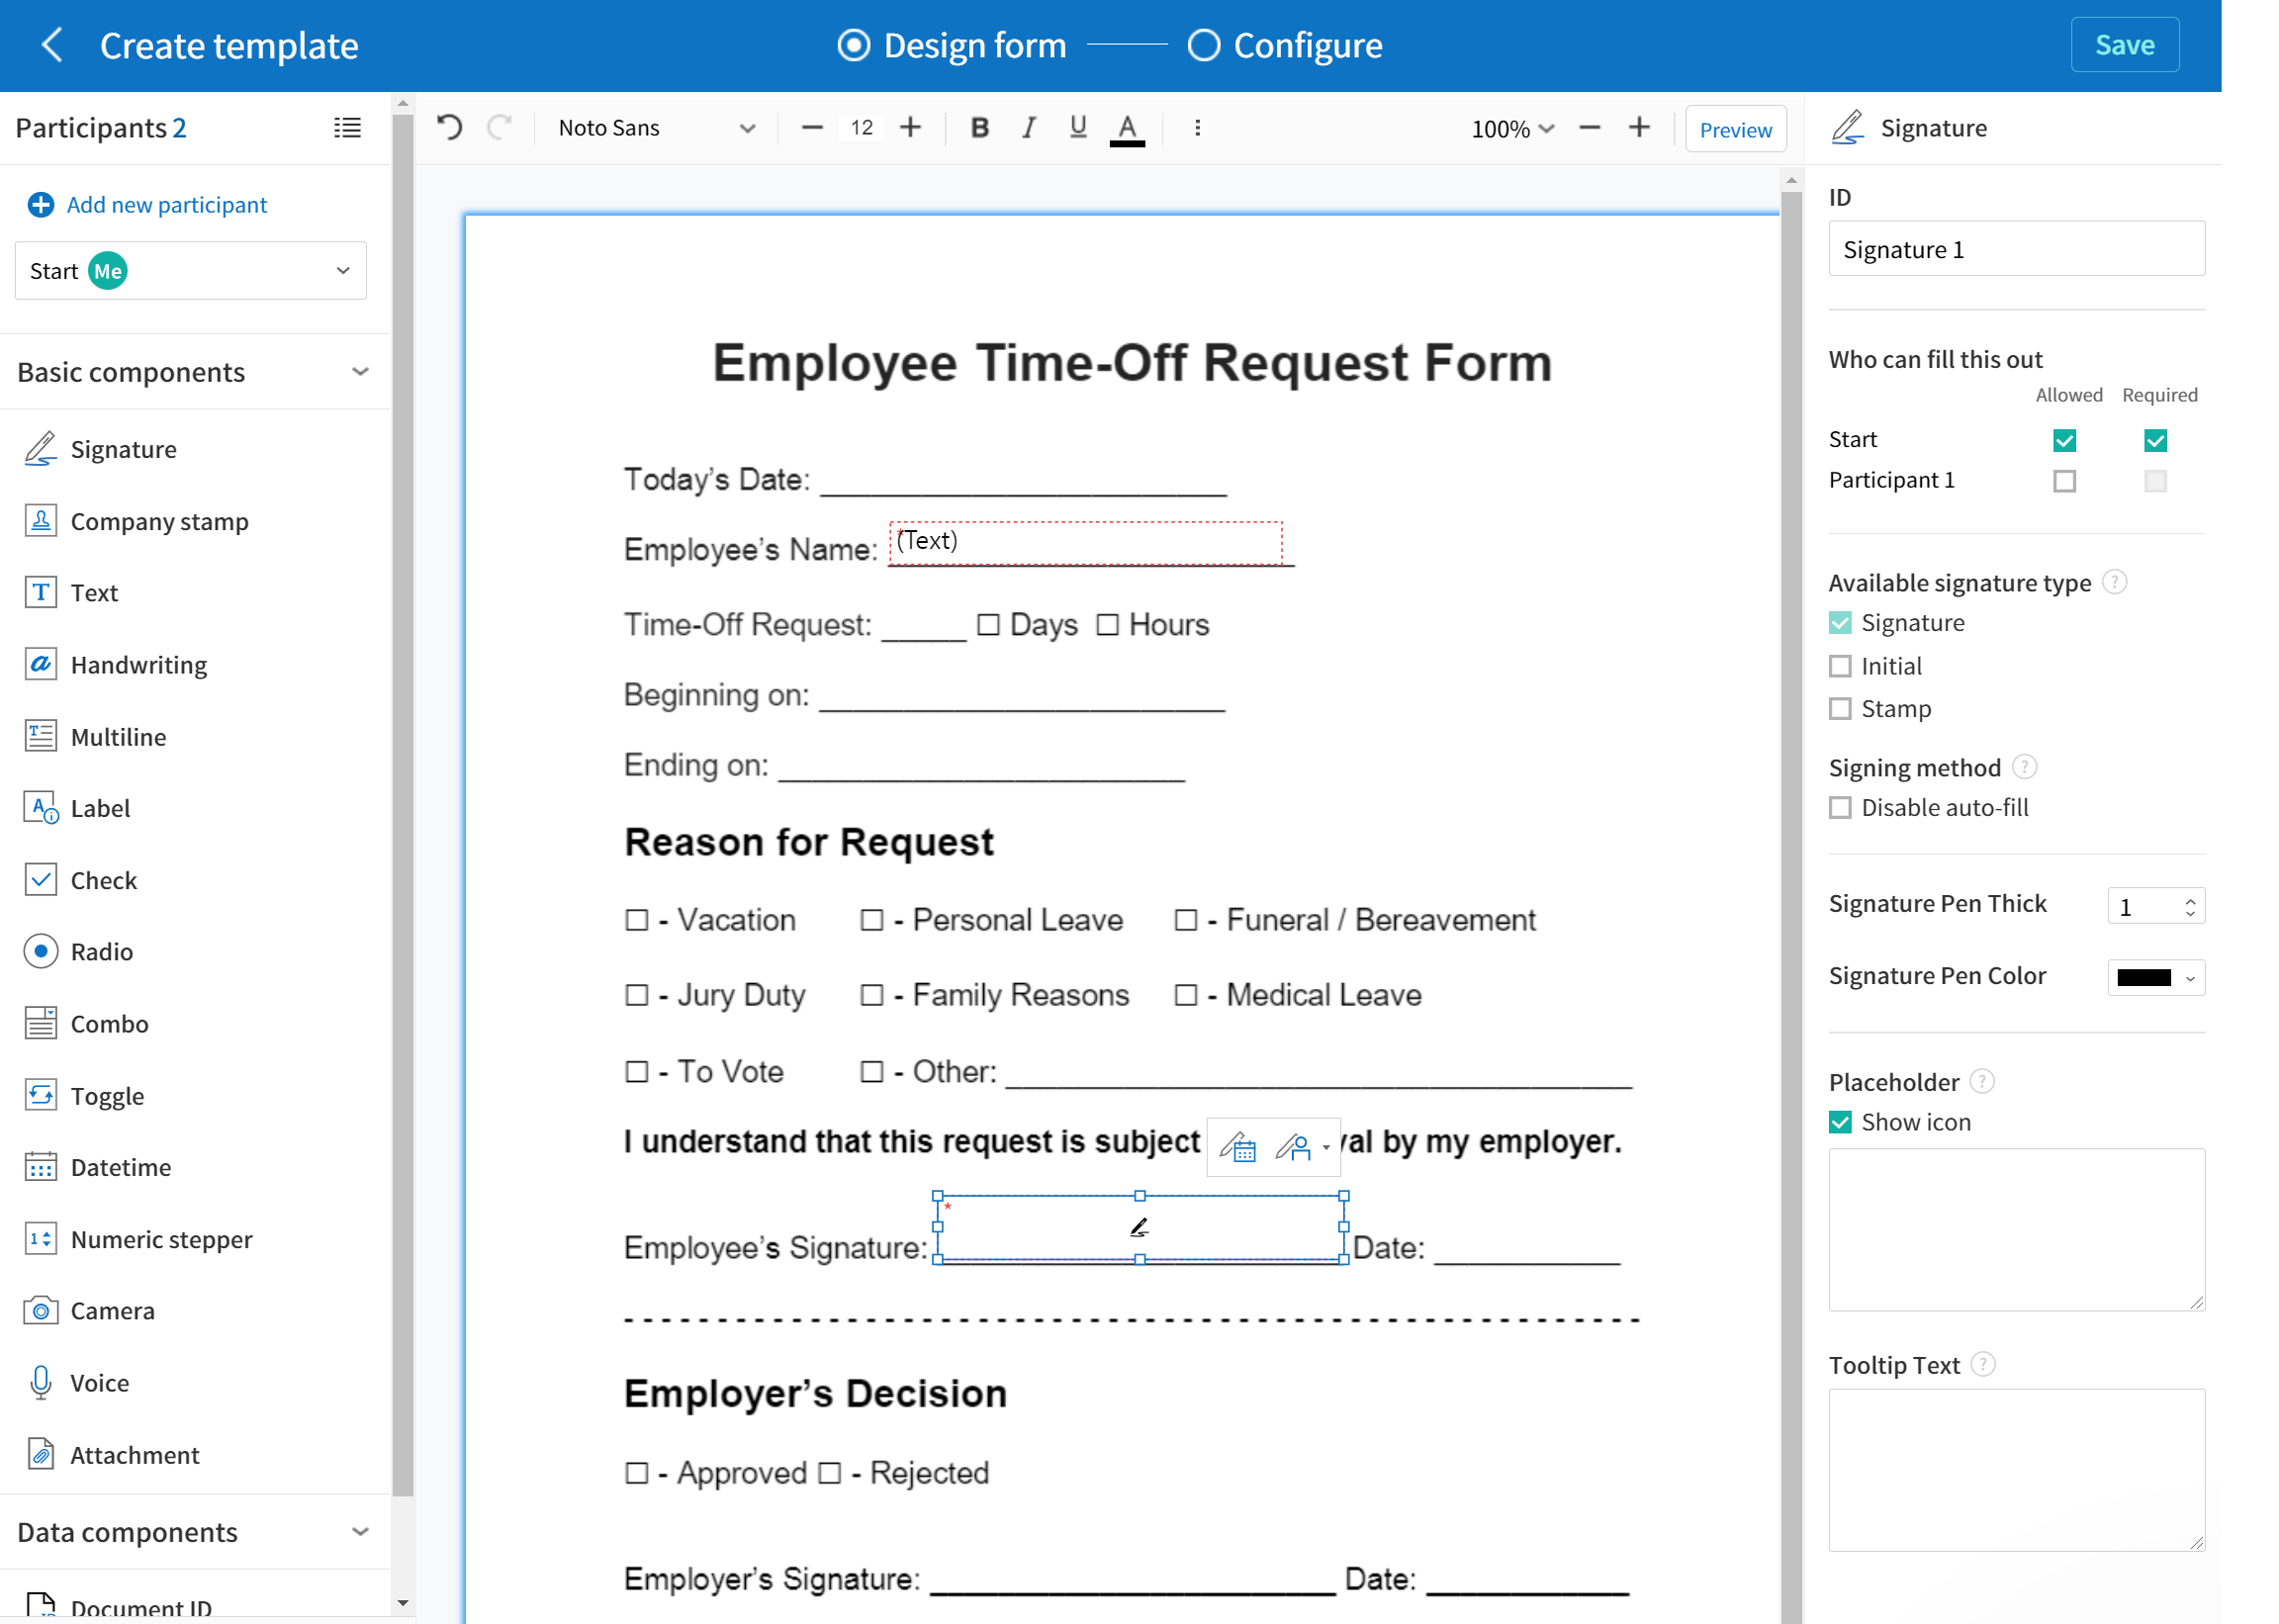 Create template
Design form
Configure
Save
Participants 2
Add new participant
Start Me
Basic components
Signature
Company stamp
Text
Handwriting
Multiline
Label
Check
Radio
Combo
Toggle
Datetime
Numeric stepper
Camera
Voice
Attachment
Data components
Document ID
Noto Sans
12
B I U A
100%
Preview
Employee Time-Off Request Form
Today's Date: ________________________
Employee's Name: ________________________
*(Text)
Time-Off Request: _____ ☐ Days ☐ Hours
Beginning on: ________________________
Ending on: ________________________
Reason for Request
☐ - Vacation ☐ - Personal Leave ☐ - Funeral / Bereavement
☐ - Jury Duty ☐ - Family Reasons ☐ - Medical Leave
☐ - To Vote ☐ - Other: _____________________________________
I understand that this request is subject val by my employer.
*
Employee's Signature: ________________________ Date: ___________
Employer's Decision
☐ - Approved ☐ - Rejected
Employer's Signature: ________________________ Date: ____________
Signature
ID
Signature 1
Who can fill this out
Allowed Required
Start
Participant 1
Available signature type ?
Signature
Initial
Stamp
Signing method ?
Disable auto-fill
Signature Pen Thick 1
Signature Pen Color
Placeholder ?
Show icon
Tooltip Text ?